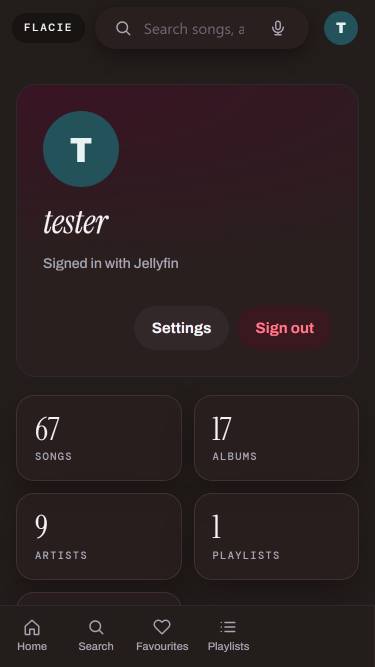 FLACIE
Search songs, a
T
T
tester
Signed in with Jellyfin
Settings
Sign out
67
SONGS
17
ALBUMS
9
ARTISTS
1
PLAYLISTS
Home
Search
Favourites
Playlists